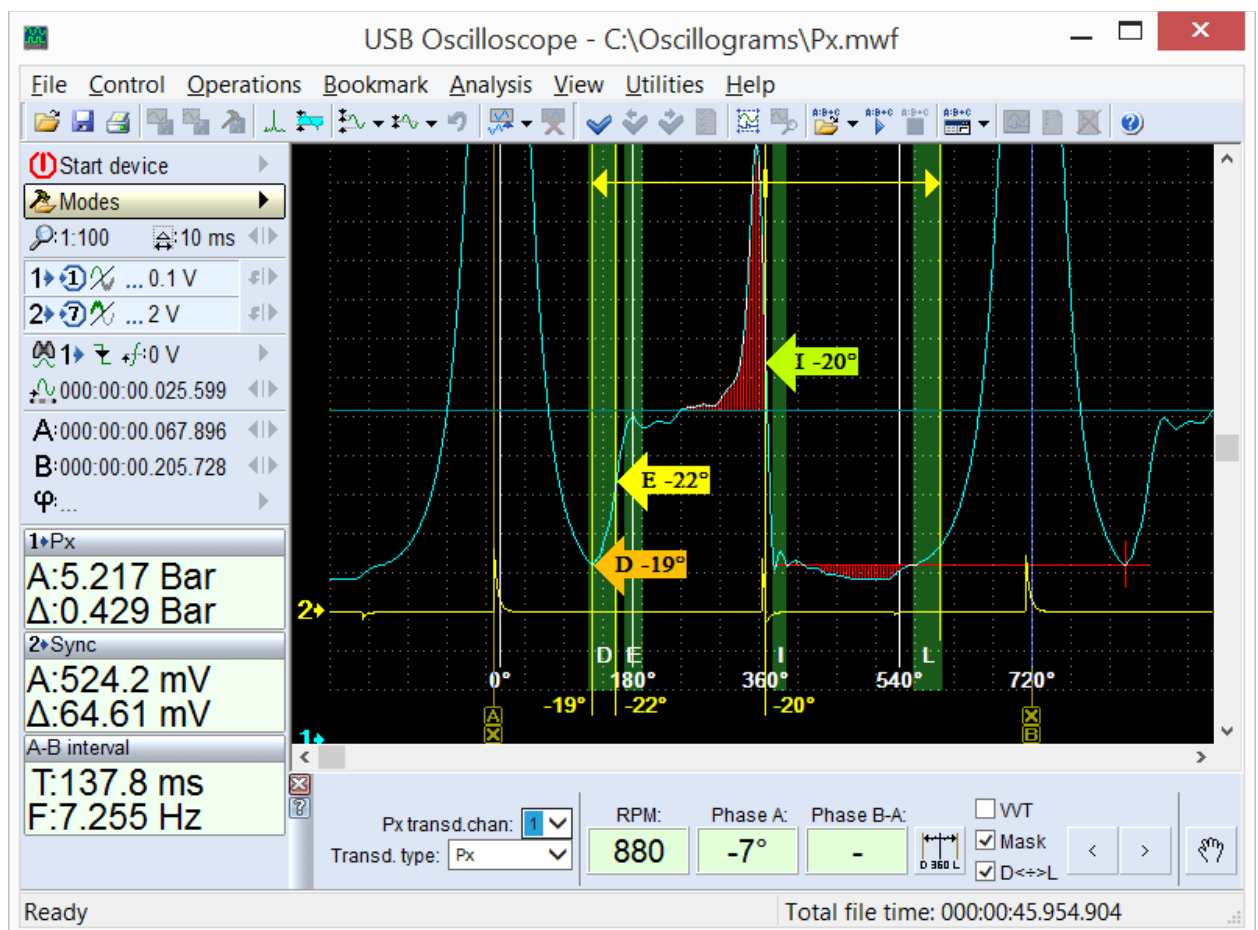 USB Oscilloscope - C:\Oscillograms\Px.mwf
File Control Operations Bookmark Analysis View Utilities Help
A:B+C A:B+C A:B+C A:B+C
Start device
Modes
1:100 10 ms
1 1 ... 0.1 V
2 7 ... 2 V
1 f:0 V
000:00:00.025.599
A:000:00:00.067.896
B:000:00:00.205.728
φ:...
1 Px
A:5.217 Bar
Δ:0.429 Bar
2 Sync
A:524.2 mV
Δ:64.61 mV
A-B interval
T:137.8 ms
F:7.255 Hz
I -20°
E -22°
D -19°
2
D E I L
0° 180° 360° 540° 720°
-19° -22° -20°
A X
X B
1
Px transd.chan: 1
Transd. type: Px
RPM: Phase A: Phase B-A:
880 -7° -
D 360 L
VVT
Mask
D<÷>L
< >
Ready Total file time: 000:00:45.954.904